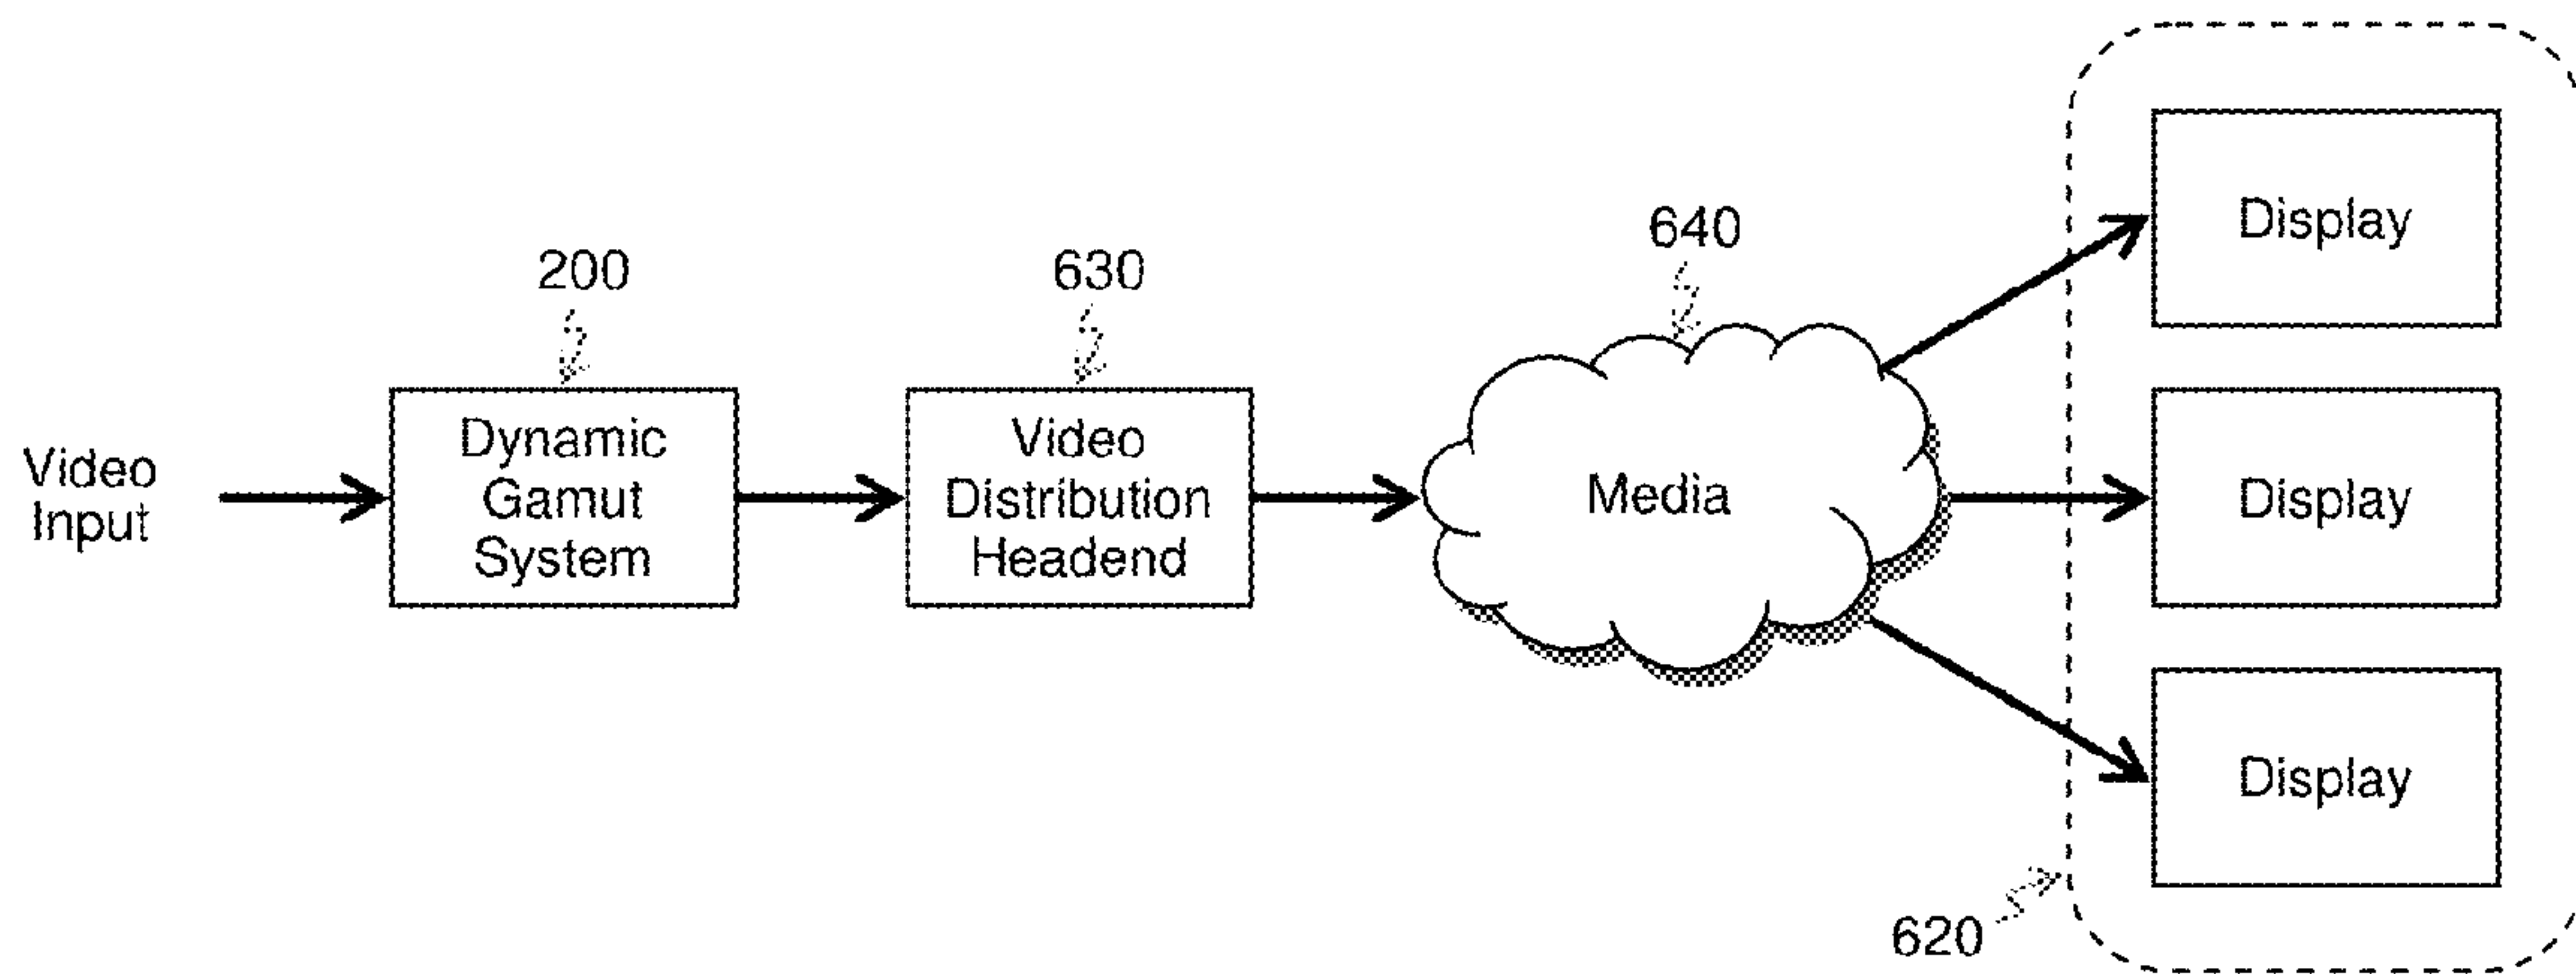 Video
Input
200
Dynamic
Gamut
System
630
Video
Distribution
Headend
640
Media
Display
Display
Display
620